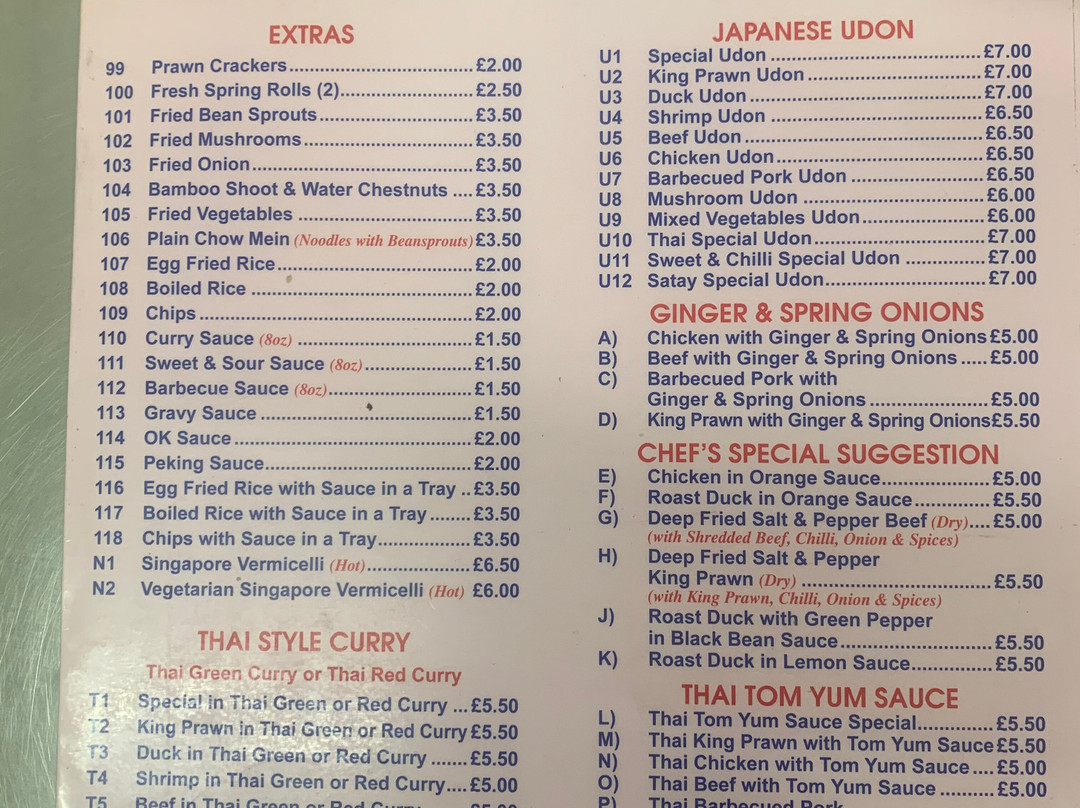 EXTRAS
99 Prawn Crackers........................£2.00
100 Fresh Spring Rolls (2)..................£2.50
101 Fried Bean Sprouts.....................£3.50
102 Fried Mushrooms........................£3.50
103 Fried Onion..............................£3.50
104 Bamboo Shoot & Water Chestnuts ....£3.50
105 Fried Vegetables .......................£3.50
106 Plain Chow Mein (Noodles with Beansprouts) £3.50
107 Egg Fried Rice...........................£2.00
108 Boiled Rice ..............................£2.00
109 Chips.....................................£2.00
110 Curry Sauce (8oz) .......................£1.50
111 Sweet & Sour Sauce (8oz)................£1.50
112 Barbecue Sauce (8oz)....................£1.50
113 Gravy Sauce .............................£1.50
114 OK Sauce.................................£2.00
115 Peking Sauce.............................£2.00
116 Egg Fried Rice with Sauce in a Tray ..£3.50
117 Boiled Rice with Sauce in a Tray .......£3.50
118 Chips with Sauce in a Tray..............£3.50
N1 Singapore Vermicelli (Hot)...............£6.50
N2 Vegetarian Singapore Vermicelli (Hot) £6.00
THAI STYLE CURRY
Thai Green Curry or Thai Red Curry
T1 Special in Thai Green or Red Curry ...£5.50
T2 King Prawn in Thai Green or Red Curry £5.50
T3 Duck in Thai Green or Red Curry .......£5.50
T4 Shrimp in Thai Green or Red Curry....£5.00
T5 Beef in Thai Green or Red Curry
JAPANESE UDON
U1 Special Udon ..............................£7.00
U2 King Prawn Udon ..........................£7.00
U3 Duck Udon .................................£7.00
U4 Shrimp Udon ..............................£6.50
U5 Beef Udon .................................£6.50
U6 Chicken Udon..............................£6.50
U7 Barbecued Pork Udon ....................£6.50
U8 Mushroom Udon ..........................£6.00
U9 Mixed Vegetables Udon..................£6.00
U10 Thai Special Udon........................£7.00
U11 Sweet & Chilli Special Udon ............£7.00
U12 Satay Special Udon.......................£7.00
GINGER & SPRING ONIONS
A) Chicken with Ginger & Spring Onions £5.00
B) Beef with Ginger & Spring Onions .....£5.00
C) Barbecued Pork with
Ginger & Spring Onions ..................£5.00
D) King Prawn with Ginger & Spring Onions £5.50
CHEF'S SPECIAL SUGGESTION
E) Chicken in Orange Sauce.................£5.00
F) Roast Duck in Orange Sauce............£5.50
G) Deep Fried Salt & Pepper Beef (Dry)....£5.00
(with Shredded Beef, Chilli, Onion & Spices)
H) Deep Fried Salt & Pepper
King Prawn (Dry) ...........................£5.50
(with King Prawn, Chilli, Onion & Spices)
J) Roast Duck with Green Pepper
in Black Bean Sauce.......................£5.50
K) Roast Duck in Lemon Sauce.............£5.50
THAI TOM YUM SAUCE
L) Thai Tom Yum Sauce Special............£5.50
M) Thai King Prawn with Tom Yum Sauce £5.50
N) Thai Chicken with Tom Yum Sauce ....£5.00
O) Thai Beef with Tom Yum Sauce .........£5.00
P) Thai Barbecued Pork